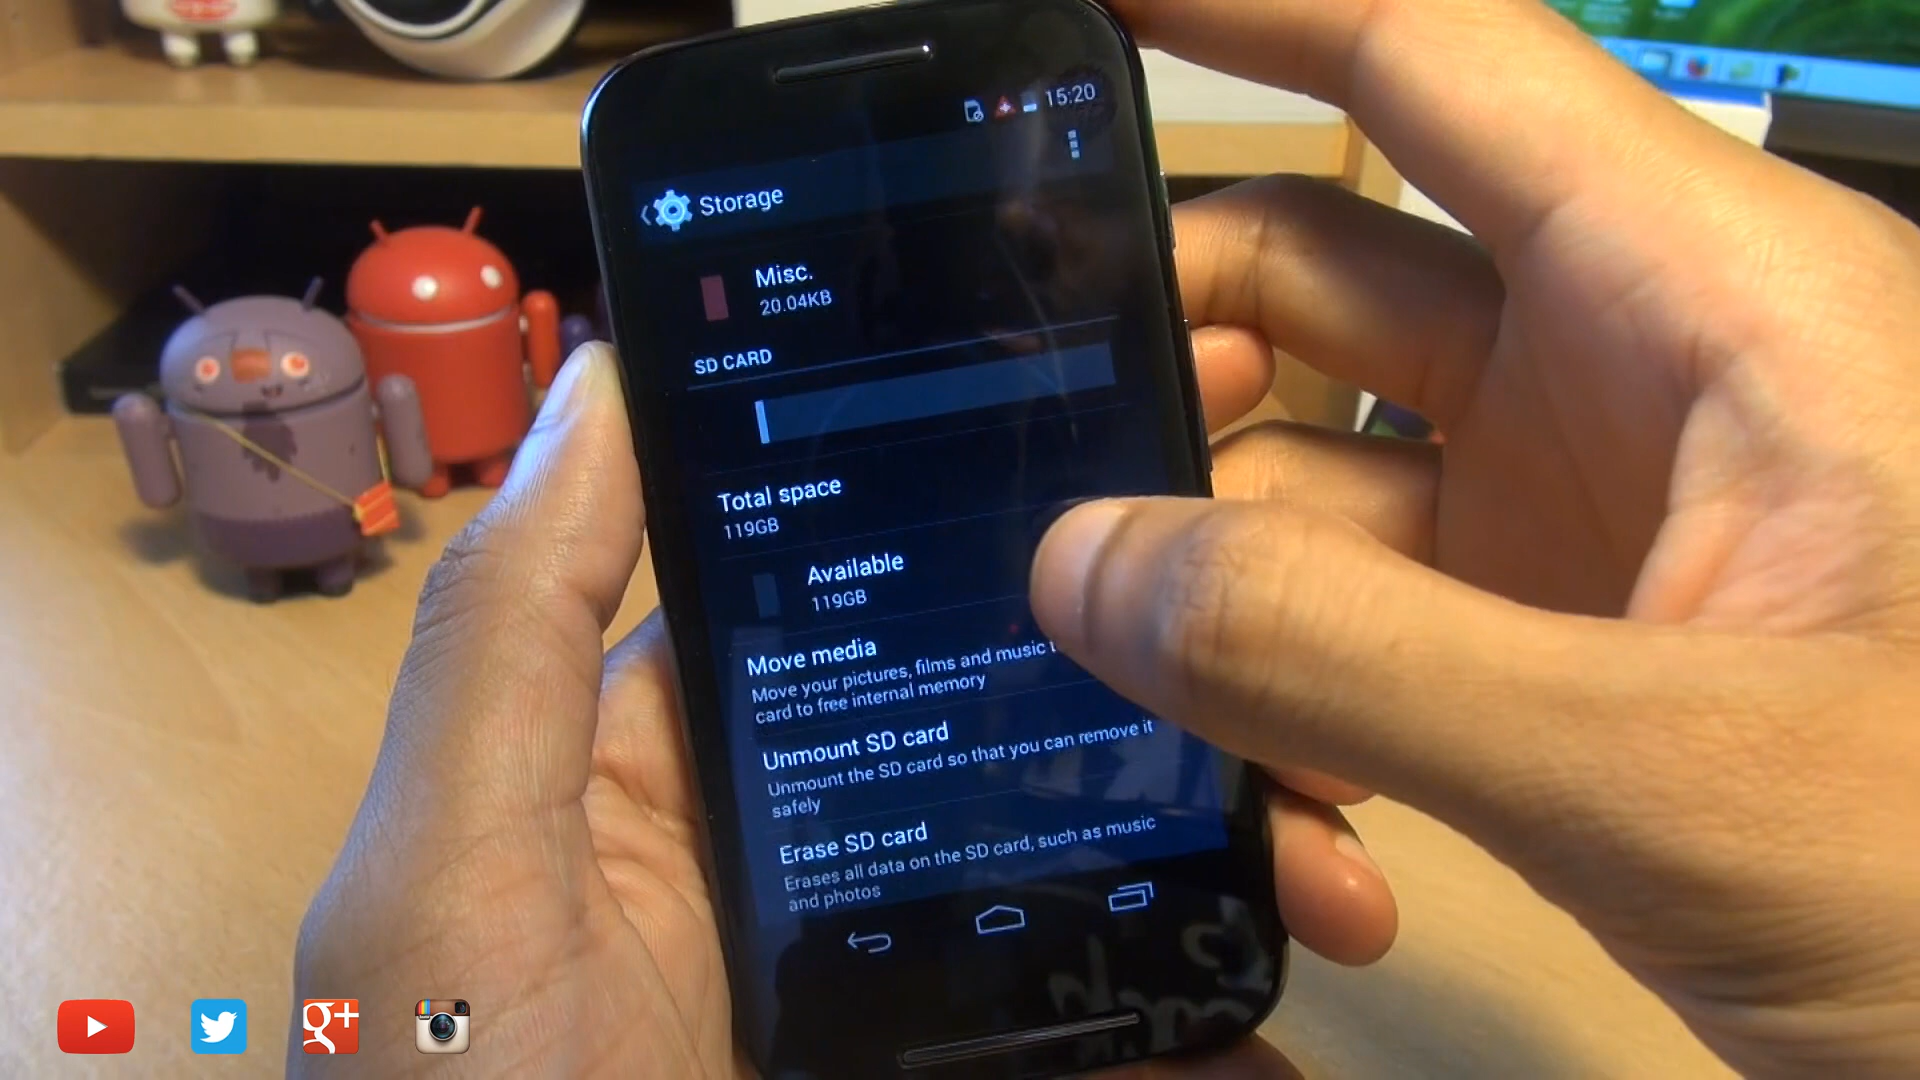 15:20
Storage
Misc.
20.04KB
SD CARD
Total space
119GB
Available
119GB
Move media
Move your pictures, films and music
card to free internal memory
Unmount SD card
Unmount the SD card so that you can remove it
safely
Erase SD card
Erases all data on the SD card, such as music
and photos
g+